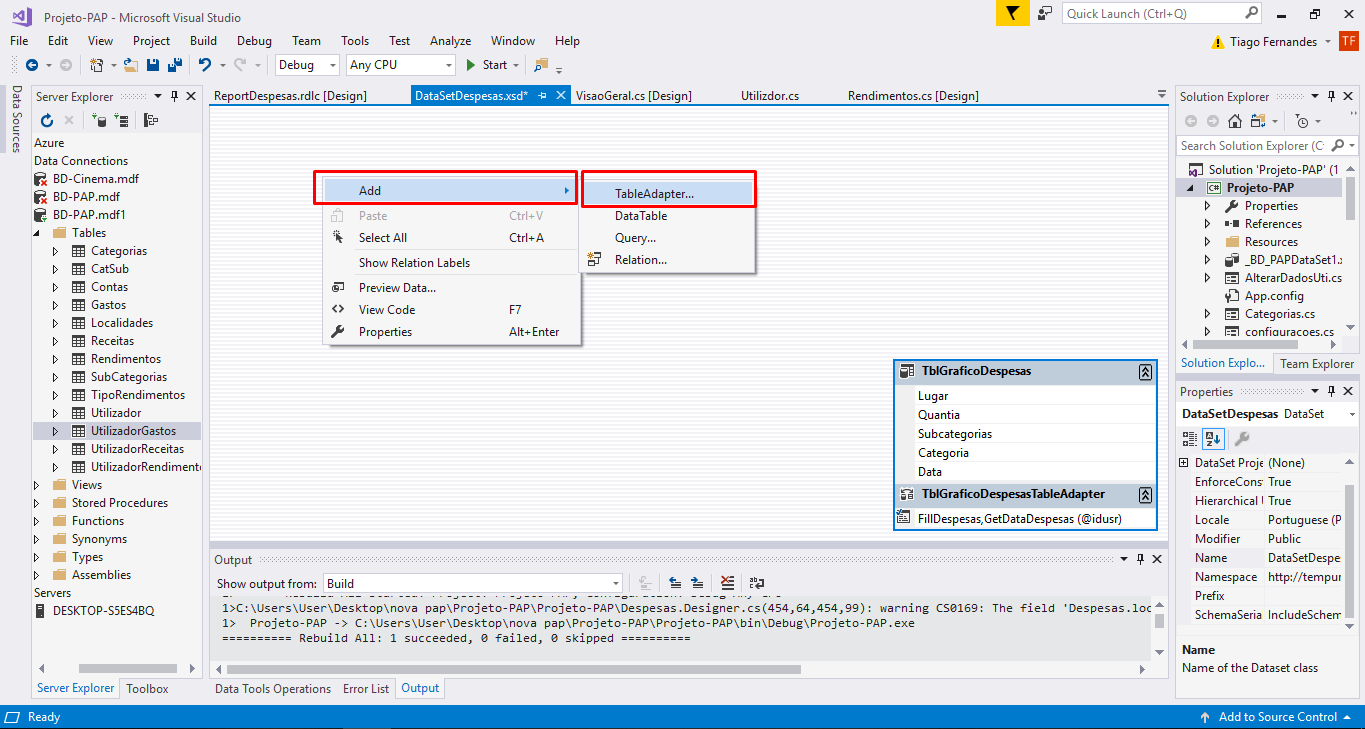 Projeto-PAP - Microsoft Visual Studio
Quick Launch (Ctrl+Q)
File Edit View Project Build Debug Team Tools Test Analyze Window Help
Tiago Fernandes TF
Debug Any CPU Start
Data Sources
Server Explorer
Azure
Data Connections
BD-Cinema.mdf
BD-PAP.mdf
BD-PAP.mdf1
Tables
Categorias
CatSub
Contas
Gastos
Localidades
Receitas
Rendimentos
SubCategorias
TipoRendimentos
Utilizador
UtilizadorGastos
UtilizadorReceitas
UtilizadorRendimento
Views
Stored Procedures
Functions
Synonyms
Types
Assemblies
Servers
DESKTOP-S5ES4BQ
Server Explorer Toolbox
ReportDespesas.rdlc [Design] DataSetDespesas.xsd* VisaoGeral.cs [Design] Utilizdor.cs Rendimentos.cs [Design]
Add
Paste Ctrl+V
Select All Ctrl+A
Show Relation Labels
Preview Data...
View Code F7
Properties Alt+Enter
TableAdapter...
DataTable
Query...
Relation...
TblGraficoDespesas
Lugar
Quantia
Subcategorias
Categoria
Data
TblGraficoDespesasTableAdapter
FillDespesas,GetDataDespesas (@idusr)
Output
Show output from: Build
1>C:\Users\User\Desktop\nova pap\Projeto-PAP\Projeto-PAP\Despesas.Designer.cs(454,64,454,99): warning CS0169: The field 'Despesas.loc
1> Projeto-PAP -> C:\Users\User\Desktop\nova pap\Projeto-PAP\Projeto-PAP\bin\Debug\Projeto-PAP.exe
========== Rebuild All: 1 succeeded, 0 failed, 0 skipped ==========
Data Tools Operations Error List Output
Solution Explorer
Search Solution Explorer (C
Solution 'Projeto-PAP' (1
C# Projeto-PAP
Properties
References
Resources
_BD_PAPDataSet1.x
AlterarDadosUti.cs
App.config
Categorias.cs
configuracoes.cs
Solution Explo... Team Explorer
Properties
DataSetDespesas DataSet
DataSet Proje (None)
EnforceConst True
Hierarchical U True
Locale Portuguese (P
Modifier Public
Name DataSetDespe
Namespace http://tempur
Prefix
SchemaSeria IncludeSchem
Name
Name of the Dataset class
Ready
Add to Source Control